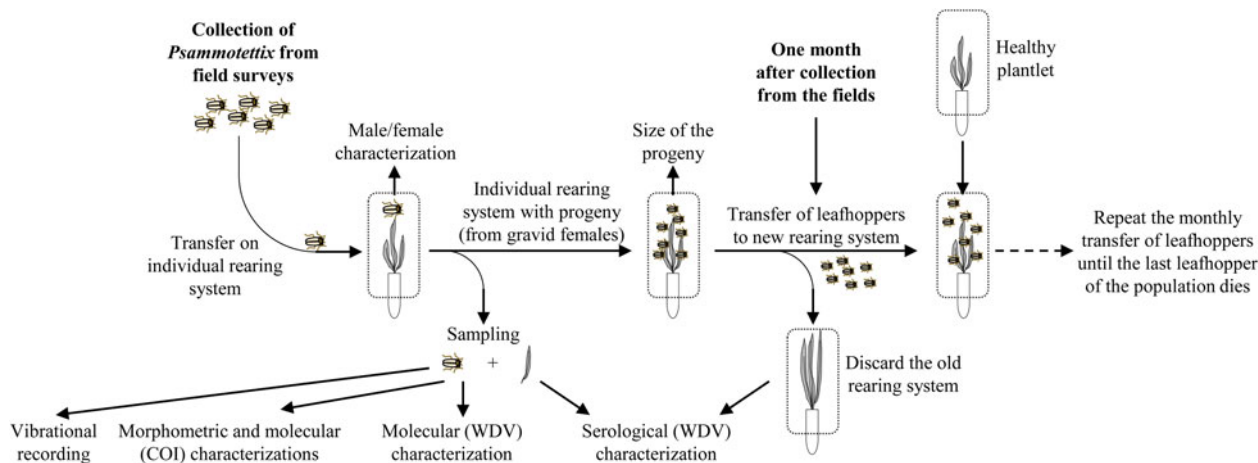 Collection of
Psammotettix from
field surveys
Male/female
characterization
Transfer on
individual rearing
system
Individual rearing
system with progeny
(from gravid females)
Size of the
progeny
One month
after collection
from the fields
Healthy
plantlet
Transfer of leafhoppers
to new rearing system
Repeat the monthly
transfer of leafhoppers
until the last leafhopper
of the population dies
Sampling
+
Discard the old
rearing system
Vibrational
recording
Morphometric and molecular
(COI) characterizations
Molecular (WDV)
characterization
Serological (WDV)
characterization